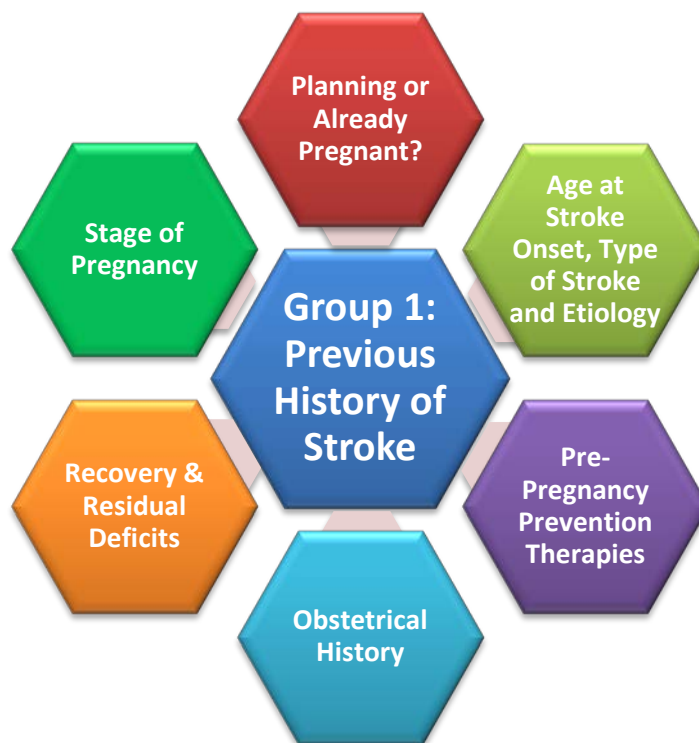 Planning or
Already
Pregnant?
Age at
Stroke
Onset, Type
of Stroke
and Etiology
Pre-
Pregnancy
Prevention
Therapies
Obstetrical
History
Recovery &
Residual
Deficits
Stage of
Pregnancy
Group 1:
Previous
History of
Stroke